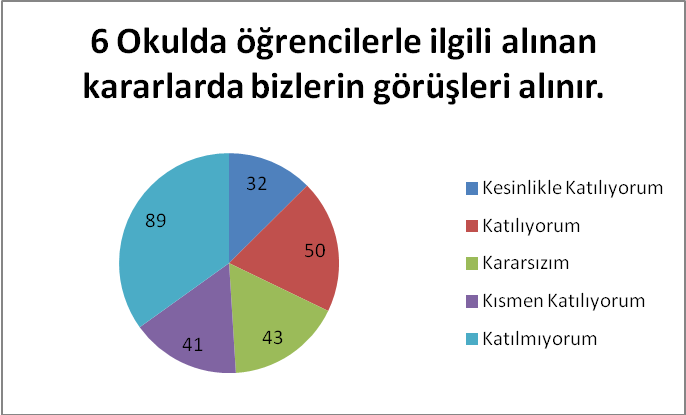 6 Okulda öğrencilerle ilgili alınan
kararlarda bizlerin görüşleri alınır.
32
50
43
41
89
Kesinlikle Katılıyorum
Katılıyorum
Kararsızım
Kısmen Katılıyorum
Katılmıyorum